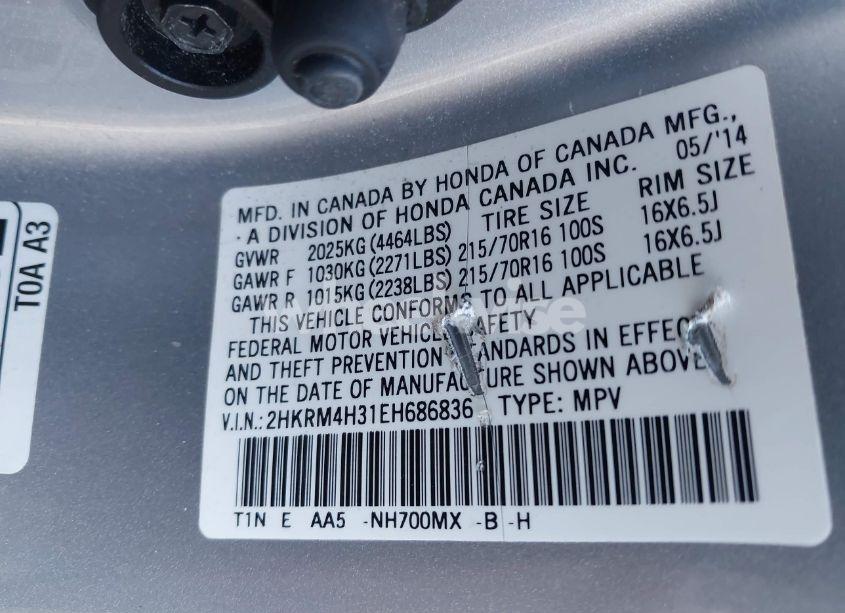 MFD. IN CANADA BY HONDA OF CANADA MFG.,
· A DIVISION OF HONDA CANADA INC. 05/'14
TIRE SIZE RIM SIZE
GVWR 2025KG(4464LBS)
GAWR F 1030KG(2271LBS) 215/70R16 100S 16X6.5J
GAWR R 1015KG(2238LBS) 215/70R16 100S 16X6.5J
THIS VEHICLE CONFORMS TO ALL APPLICABLE
FEDERAL MOTOR VEHICLE SAFETY
AND THEFT PREVENTION STANDARDS IN EFFECT
ON THE DATE OF MANUFACTURE SHOWN ABOVE
V.I.N.: 2HKRM4H31EH686836 TYPE: MPV
T1N E AA5 -NH700MX -B -H
T0A A3